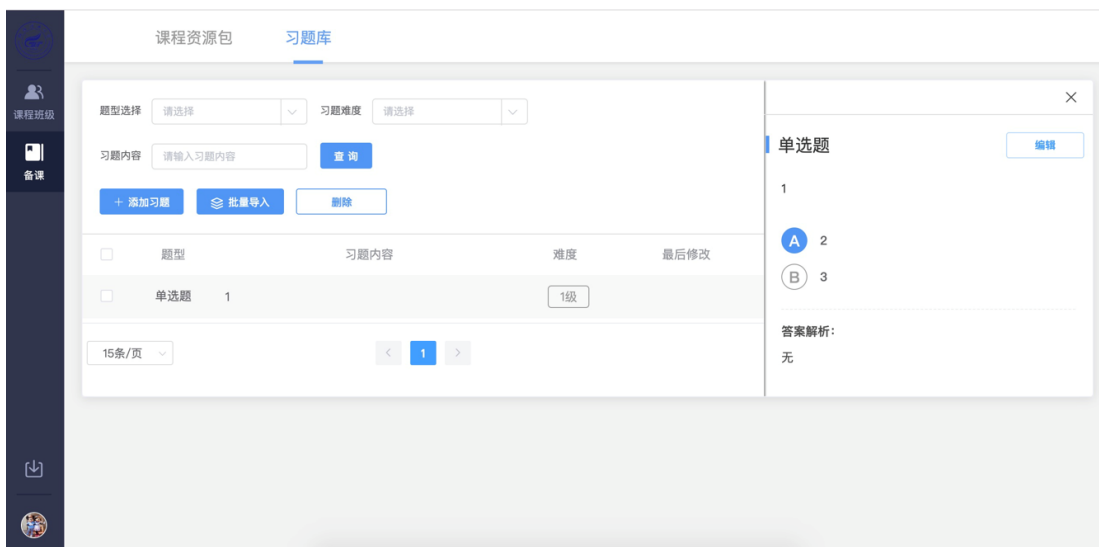 课程资源包 习题库
课程班级
备课
题型选择 请选择 习题难度 请选择
习题内容 请输入习题内容 查询
+ 添加习题 批量导入 删除
题型 习题内容 难度 最后修改
单选题 1 1级
15条/页 < 1 >
×
单选题 编辑
1
A 2
B 3
答案解析：
无